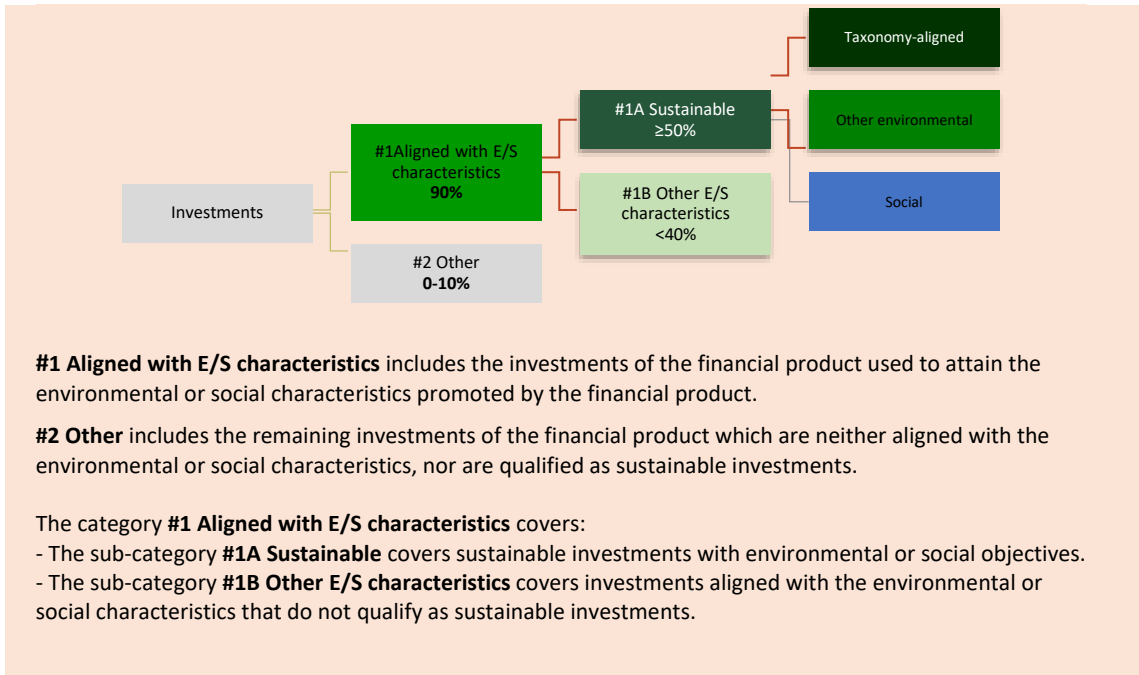 Taxonomy-aligned
#1A Sustainable
≥50%
Other environmental
#1Aligned with E/S
characteristics
90%
#1B Other E/S
characteristics
<40%
Investments
Social
#2 Other
0-10%
#1 Aligned with E/S characteristics includes the investments of the financial product used to attain the
environmental or social characteristics promoted by the financial product.
#2 Other includes the remaining investments of the financial product which are neither aligned with the
environmental or social characteristics, nor are qualified as sustainable investments.
The category #1 Aligned with E/S characteristics covers:
- The sub-category #1A Sustainable covers sustainable investments with environmental or social objectives.
- The sub-category #1B Other E/S characteristics covers investments aligned with the environmental or
social characteristics that do not qualify as sustainable investments.